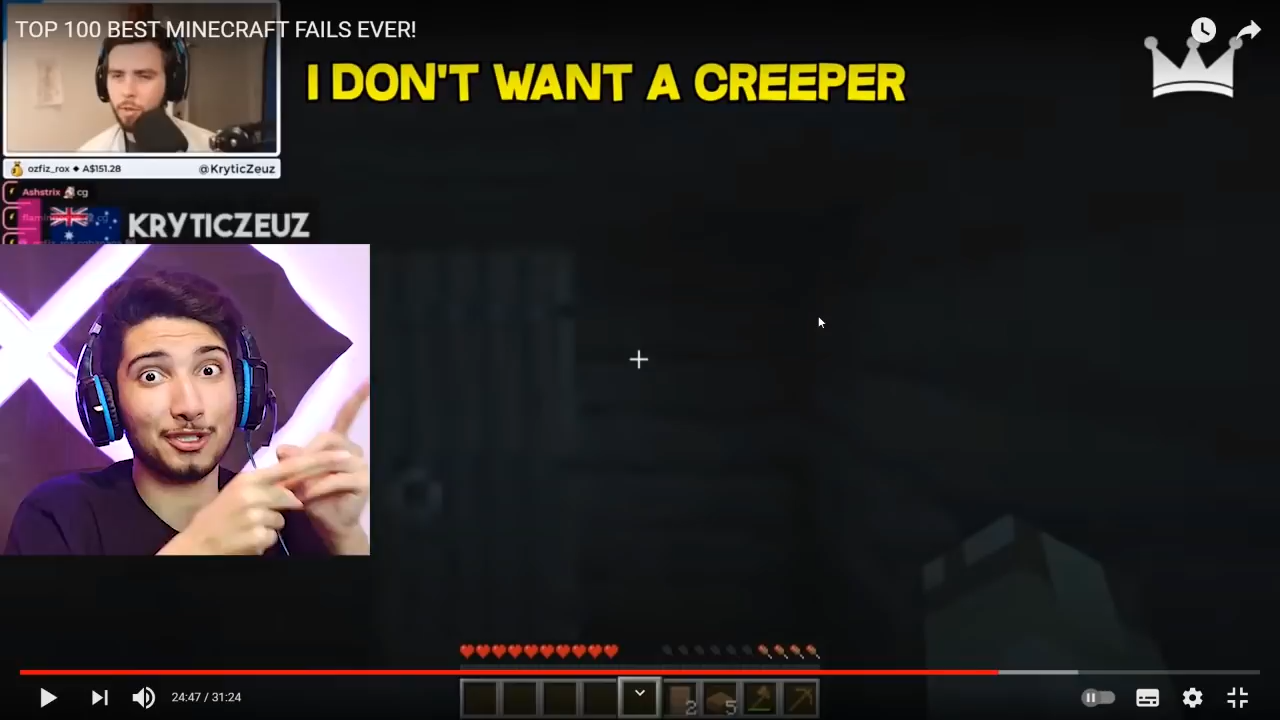 TOP 100 BEST MINECRAFT FAILS EVER!
I DON'T WANT A CREEPER
ozfiz_rox ♦ A$151.28 @KryticZeuz
Ashstrix cg
KRYTICZEUZ
2 5
24:47 / 31:24